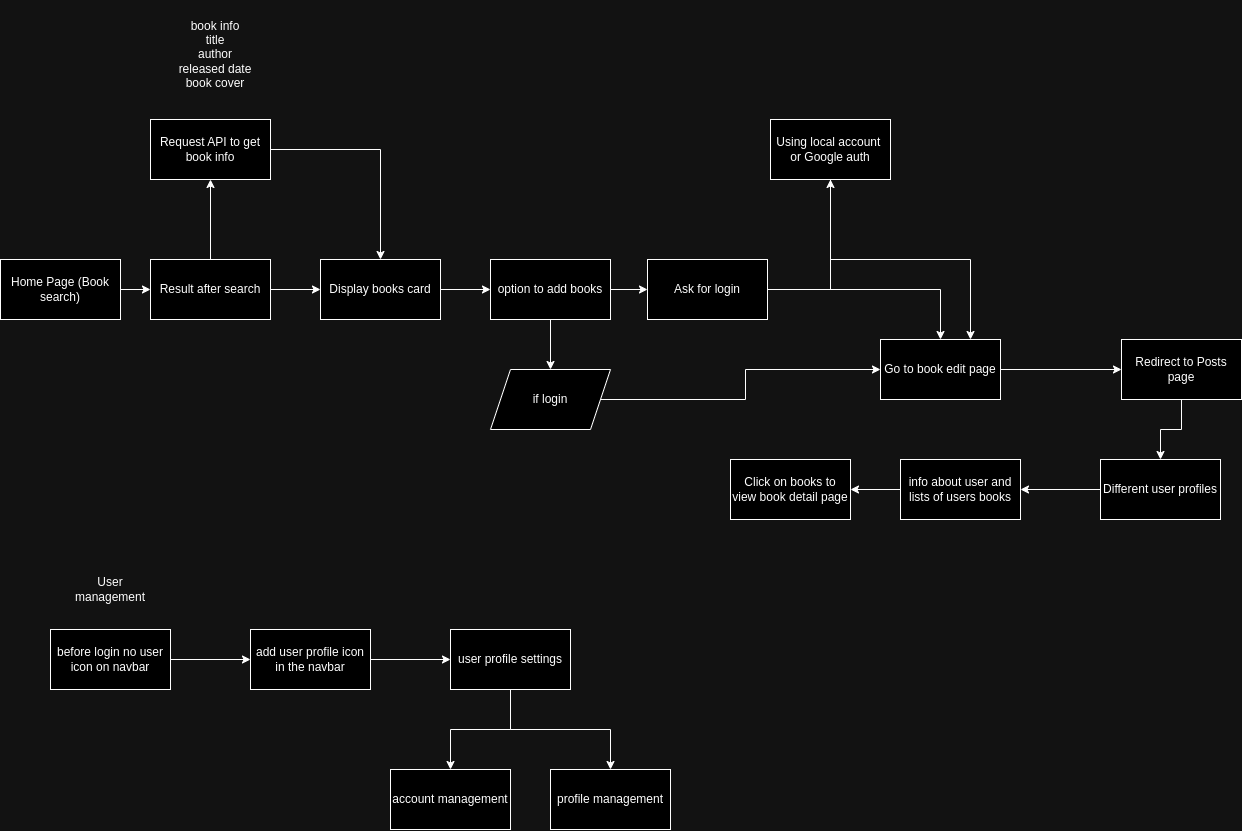 book info
title
author
released date
book cover
Request API to get
book info
Using local account
or Google auth
Home Page (Book
search)
Result after search
Display books card
option to add books
Ask for login
if login
Go to book edit page
Redirect to Posts
page
Click on books to
view book detail page
info about user and
lists of users books
Different user profiles
User
management
before login no user
icon on navbar
add user profile icon
in the navbar
user profile settings
account management
profile management